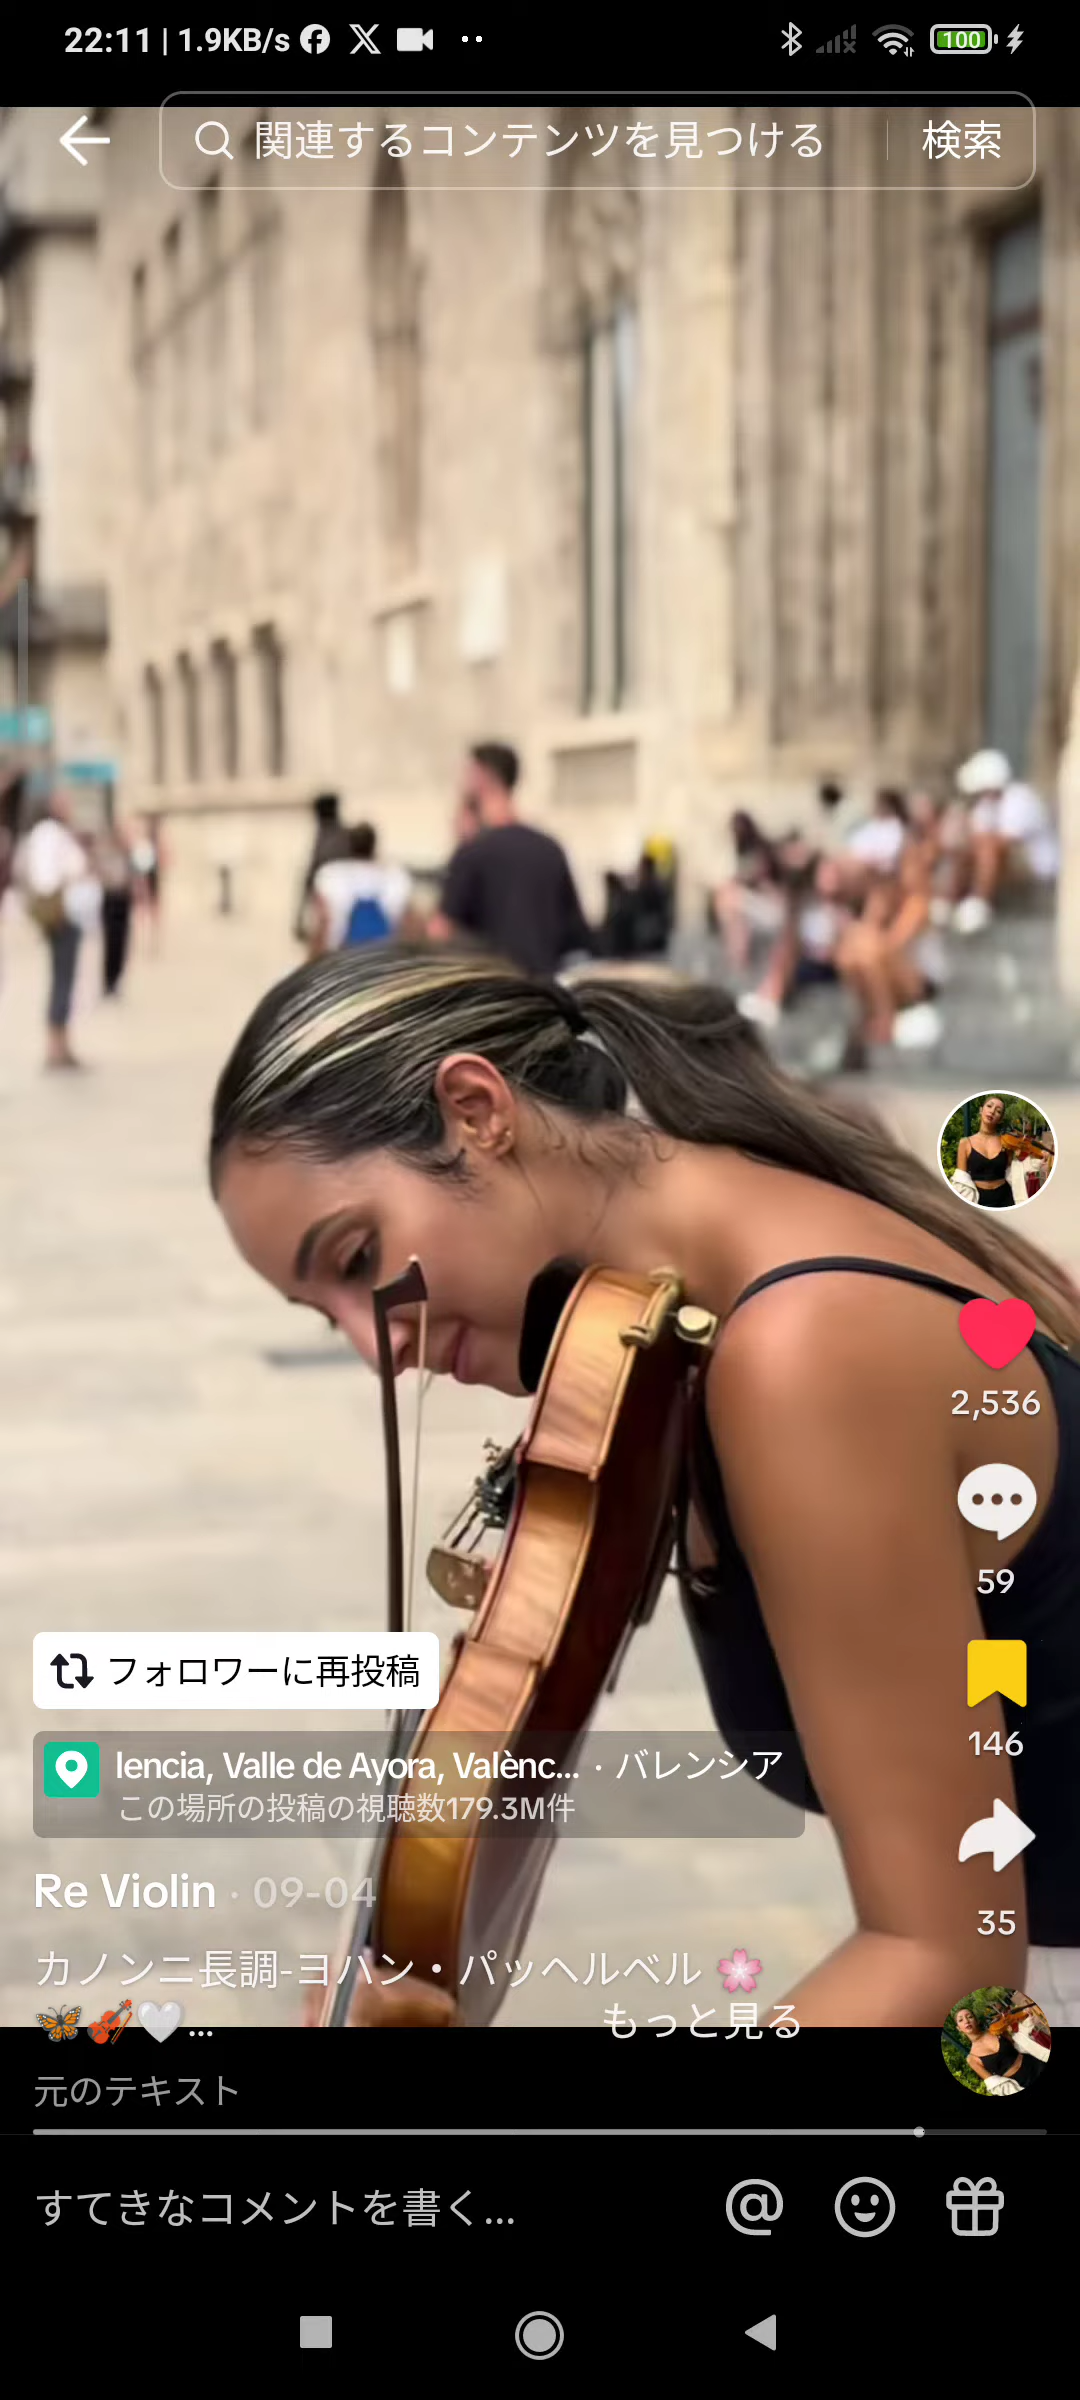 22:11 | 1.9KB/s
100
関連するコンテンツを見つける
検索
2,536
59
フォロワーに再投稿
146
lencia, Valle de Ayora, Valènc... · バレンシア
この場所の投稿の視聴数179.3M件
35
Re Violin · 09-04
カノンニ長調-ヨハン・パッヘルベル 🌸
🦋🎻🤍... もっと見る
元のテキスト
すてきなコメントを書く...